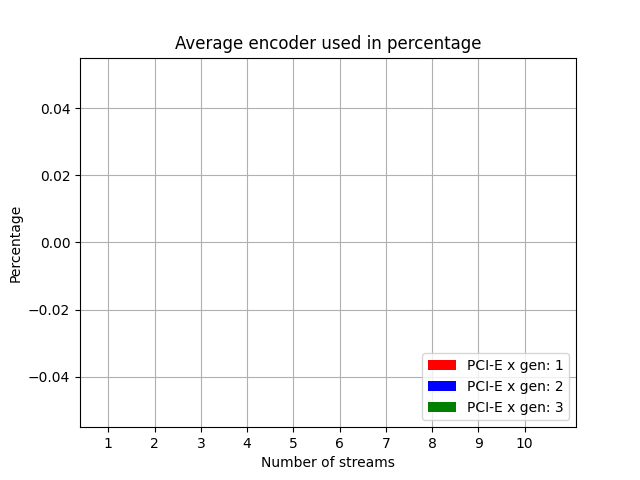 Average encoder used in percentage
Percentage
0.04
0.02
0.00
−0.02
−0.04
PCI-E x gen: 1
PCI-E x gen: 2
PCI-E x gen: 3
1 2 3 4 5 6 7 8 9 10
Number of streams